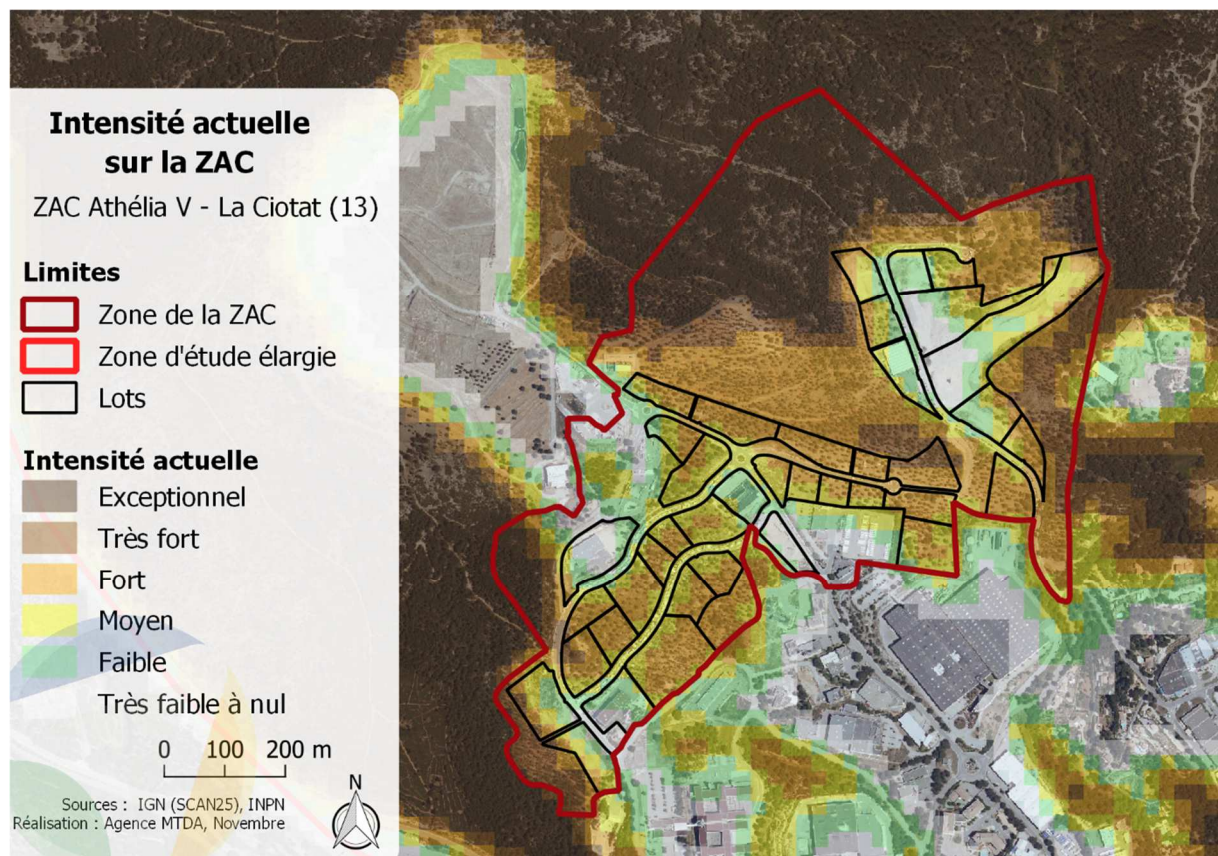 Intensité actuelle
sur la ZAC
ZAC Athélia V - La Ciotat (13)
Limites
Zone de la ZAC
Zone d'étude élargie
Lots
Intensité actuelle
Exceptionnel
Très fort
Fort
Moyen
Faible
Très faible à nul
0 100 200 m
N
Sources : IGN (SCAN25), INPN
Réalisation : Agence MTDA, Novembre